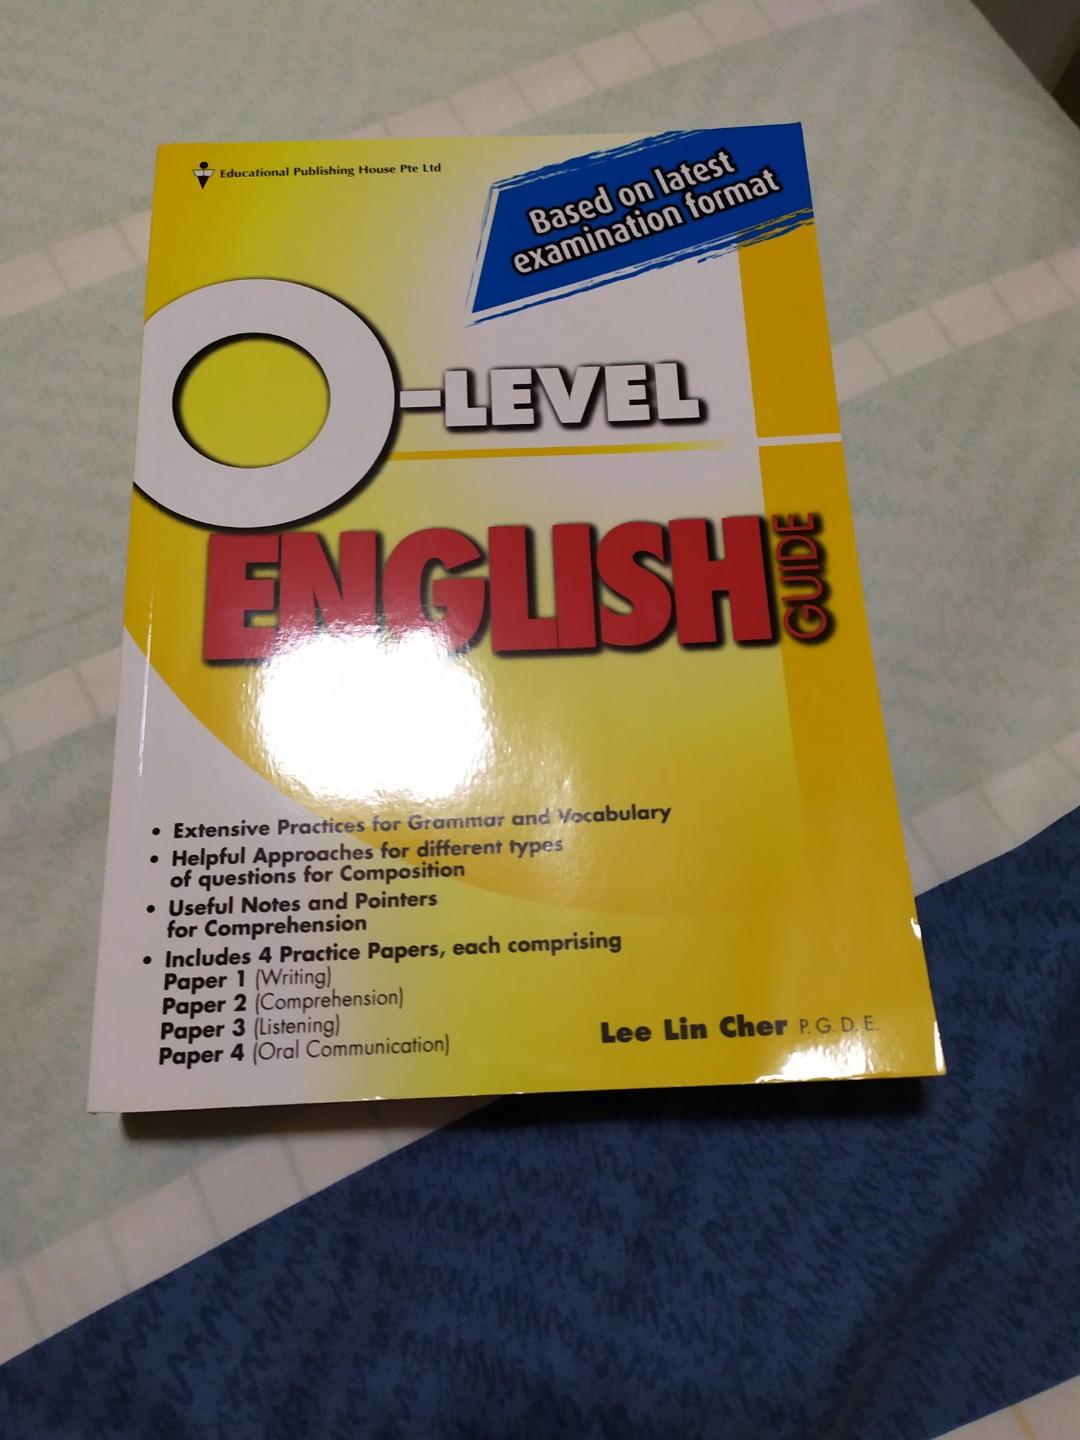 Educational Publishing House Pte Ltd
Based on latest
examination format
O-LEVEL
ENGLISH
GUIDE
• Extensive Practices for Grammar and Vocabulary
• Helpful Approaches for different types
of questions for Composition
• Useful Notes and Pointers
for Comprehension
• Includes 4 Practice Papers, each comprising
Paper 1 (Writing)
Paper 2 (Comprehension)
Paper 3 (Listening)
Paper 4 (Oral Communication)
Lee Lin Cher P.G.D.E.